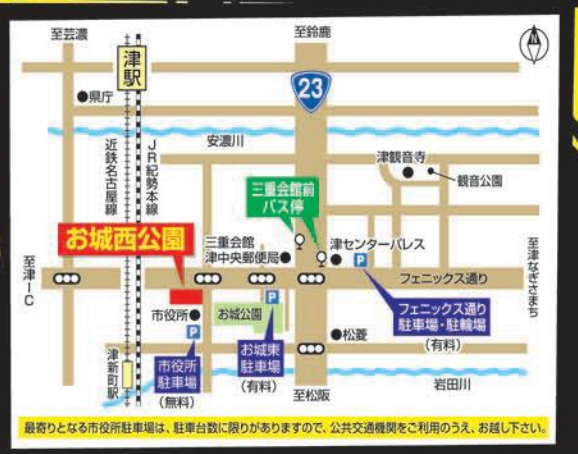 至芸濃
至鈴鹿
N
津駅
23
●県庁
安濃川
近鉄名古屋線
JR紀勢本線
津観音寺
観音公園
三重会館前
バス停
お城西公園
三重会館
津中央郵便局
津センターパレス
至津IC
フェニックス通り
至津なぎさまち
P
P
市役所
お城公園
P
フェニックス通り
駐車場・駐輪場
(有料)
お城東
駐車場
(有料)
松菱
津新町駅
市役所
駐車場
(無料)
岩田川
至松阪
最寄りとなる市役所駐車場は、駐車台数に限りがありますので、公共交通機関をご利用のうえ、お越し下さい。